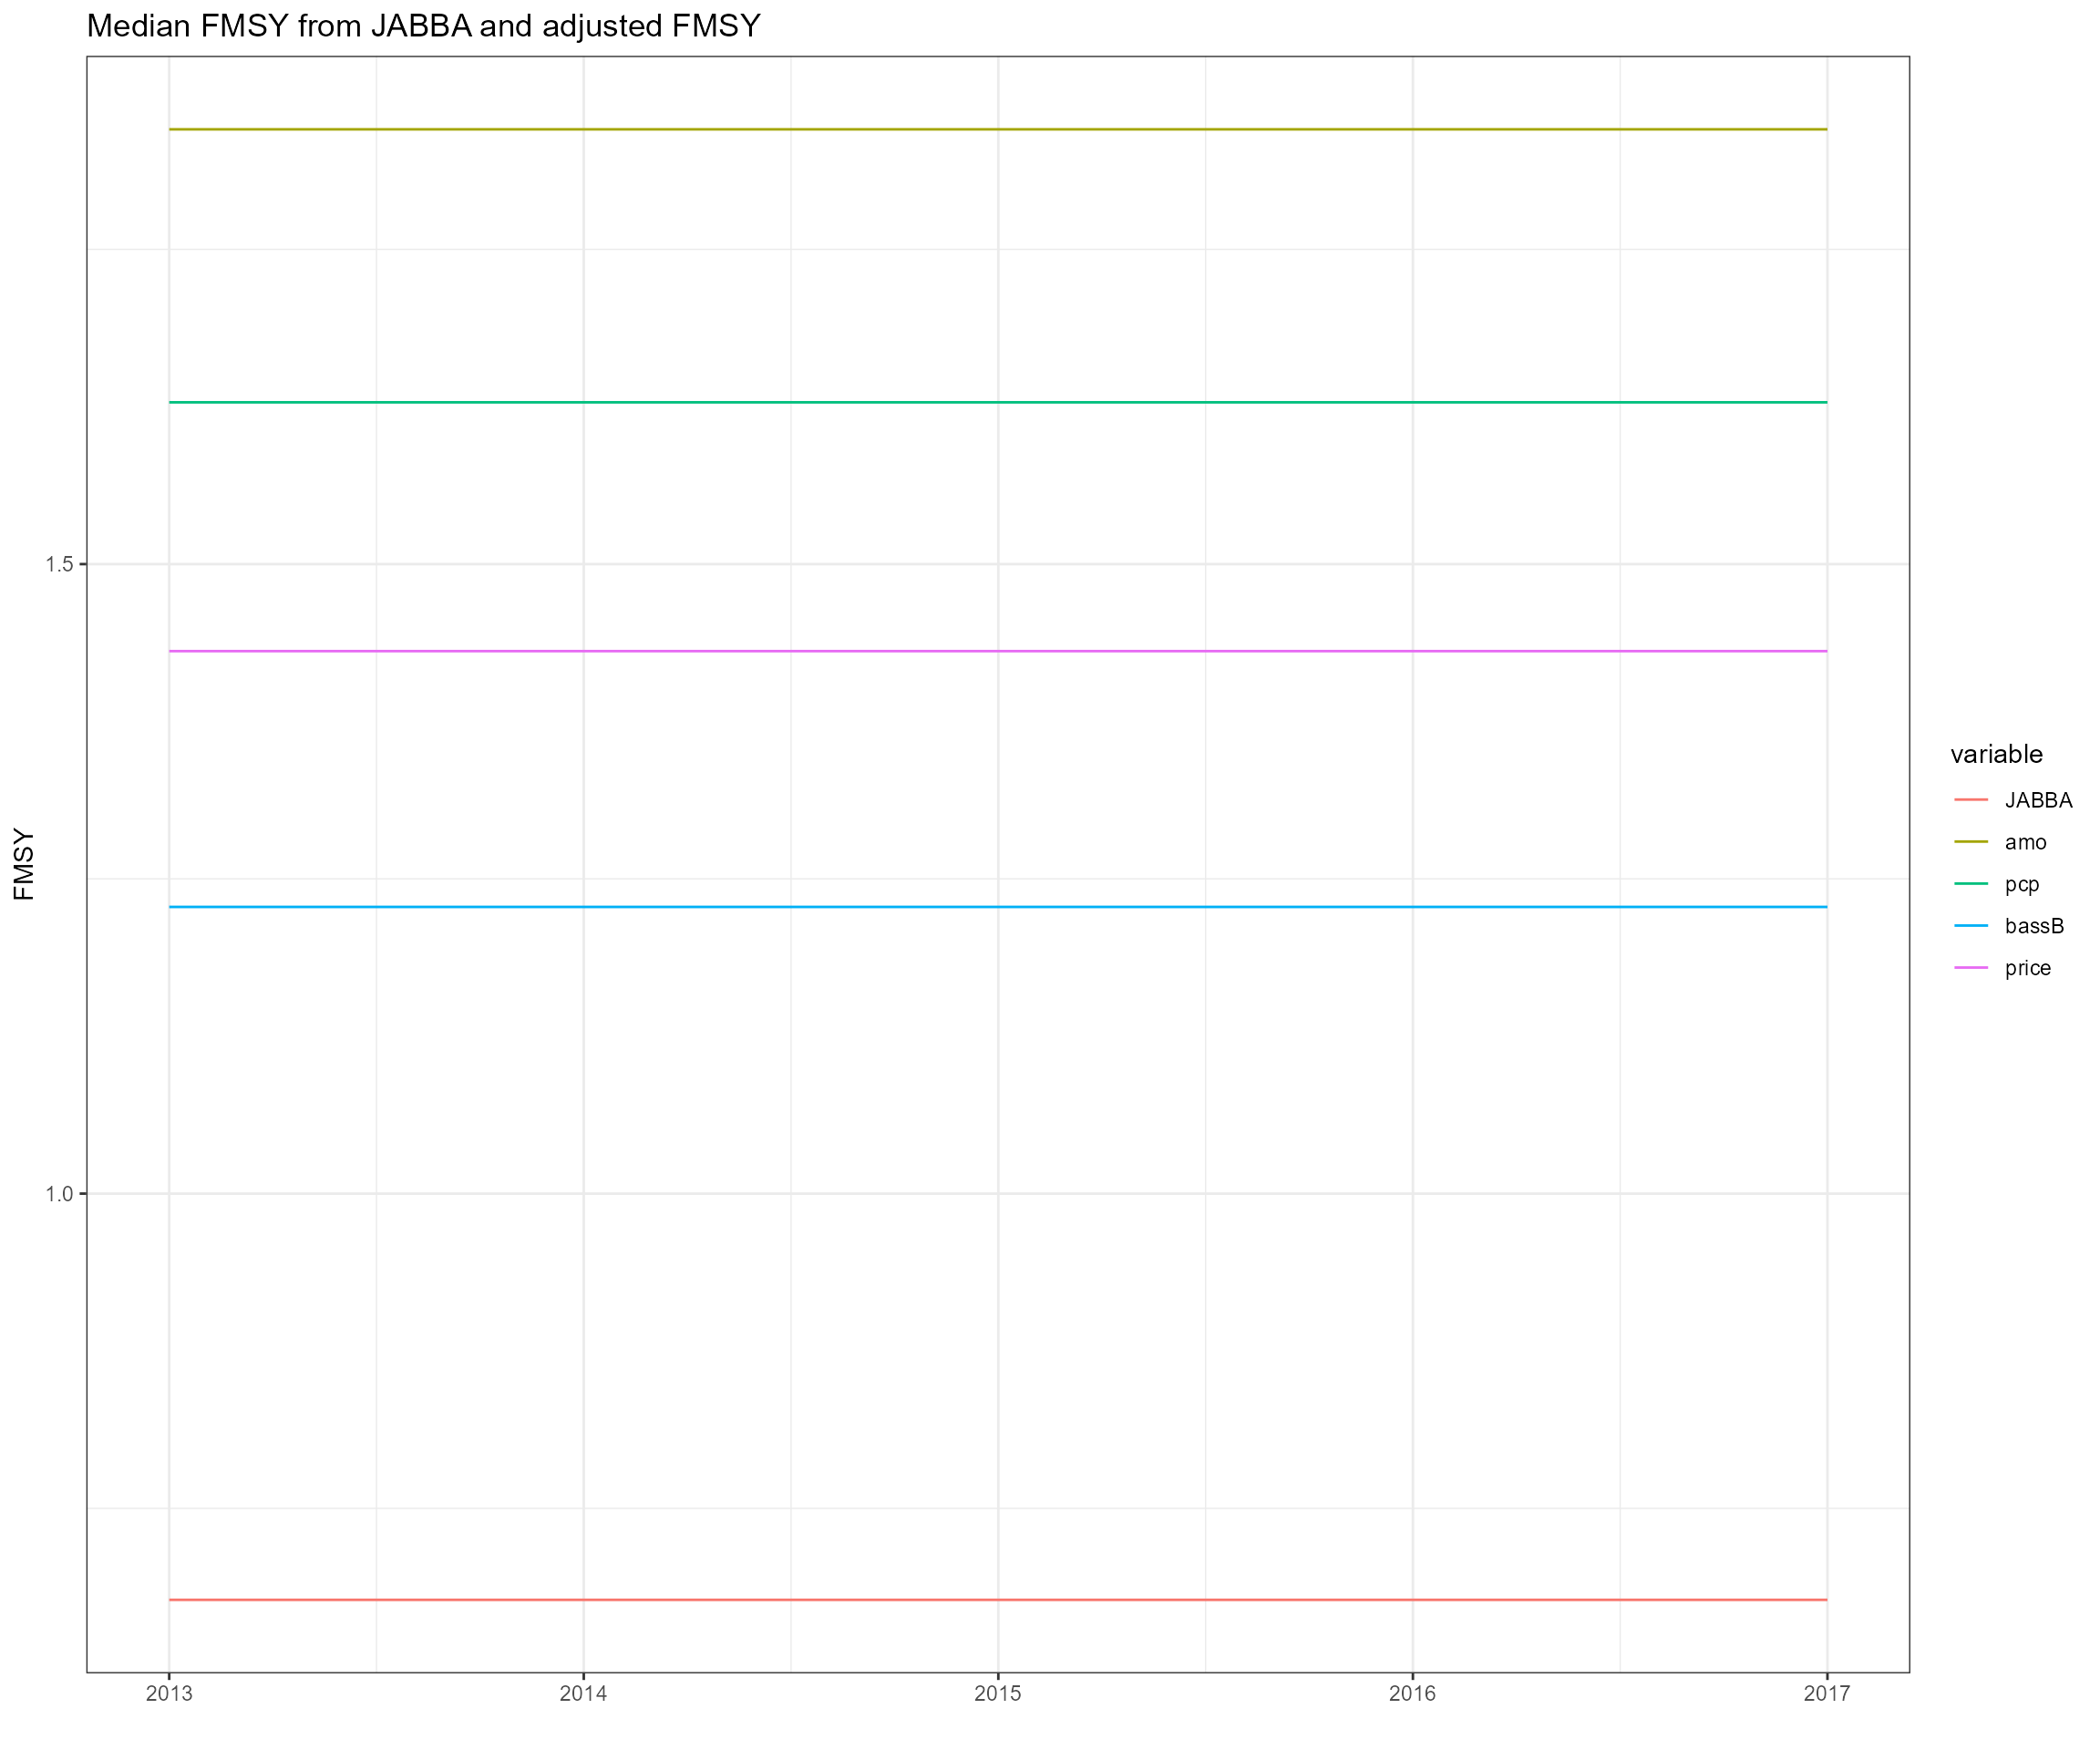 Median FMSY from JABBA and adjusted FMSY
FMSY
1.5
1.0
2013
2014
2015
2016
2017
variable
JABBA
amo
pcp
bassB
price